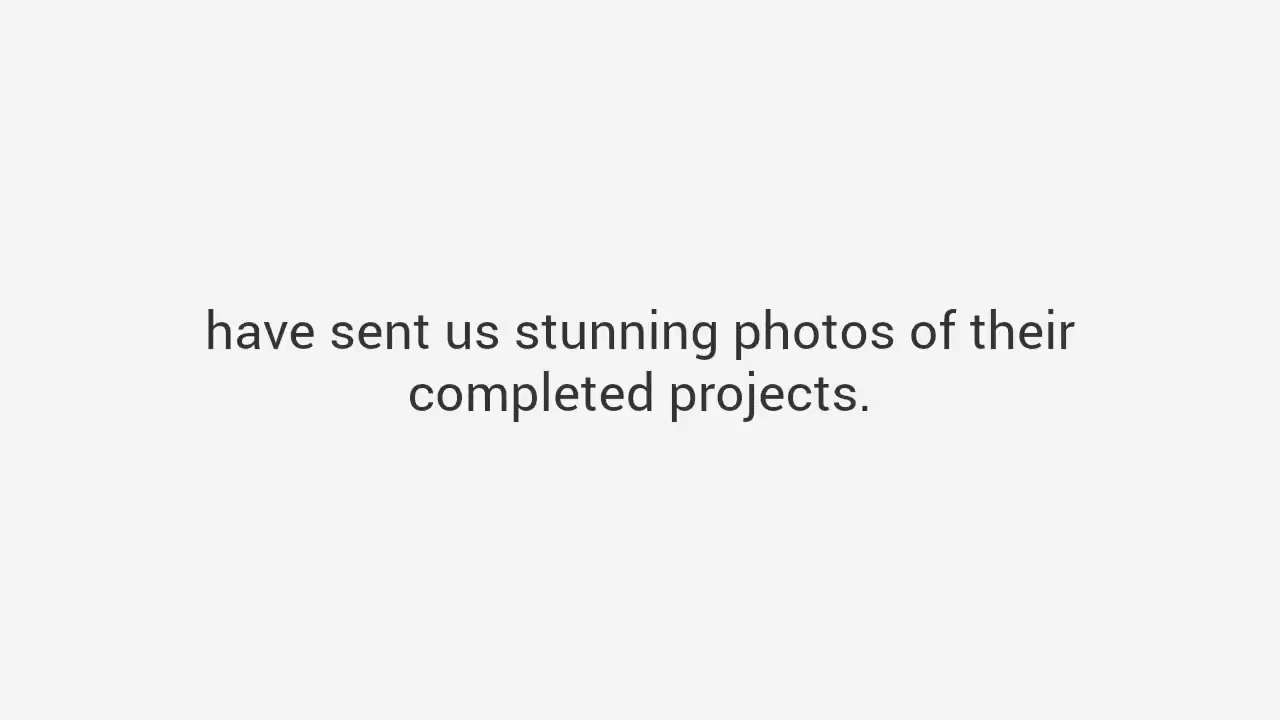 have sent us stunning photos of their
completed projects.